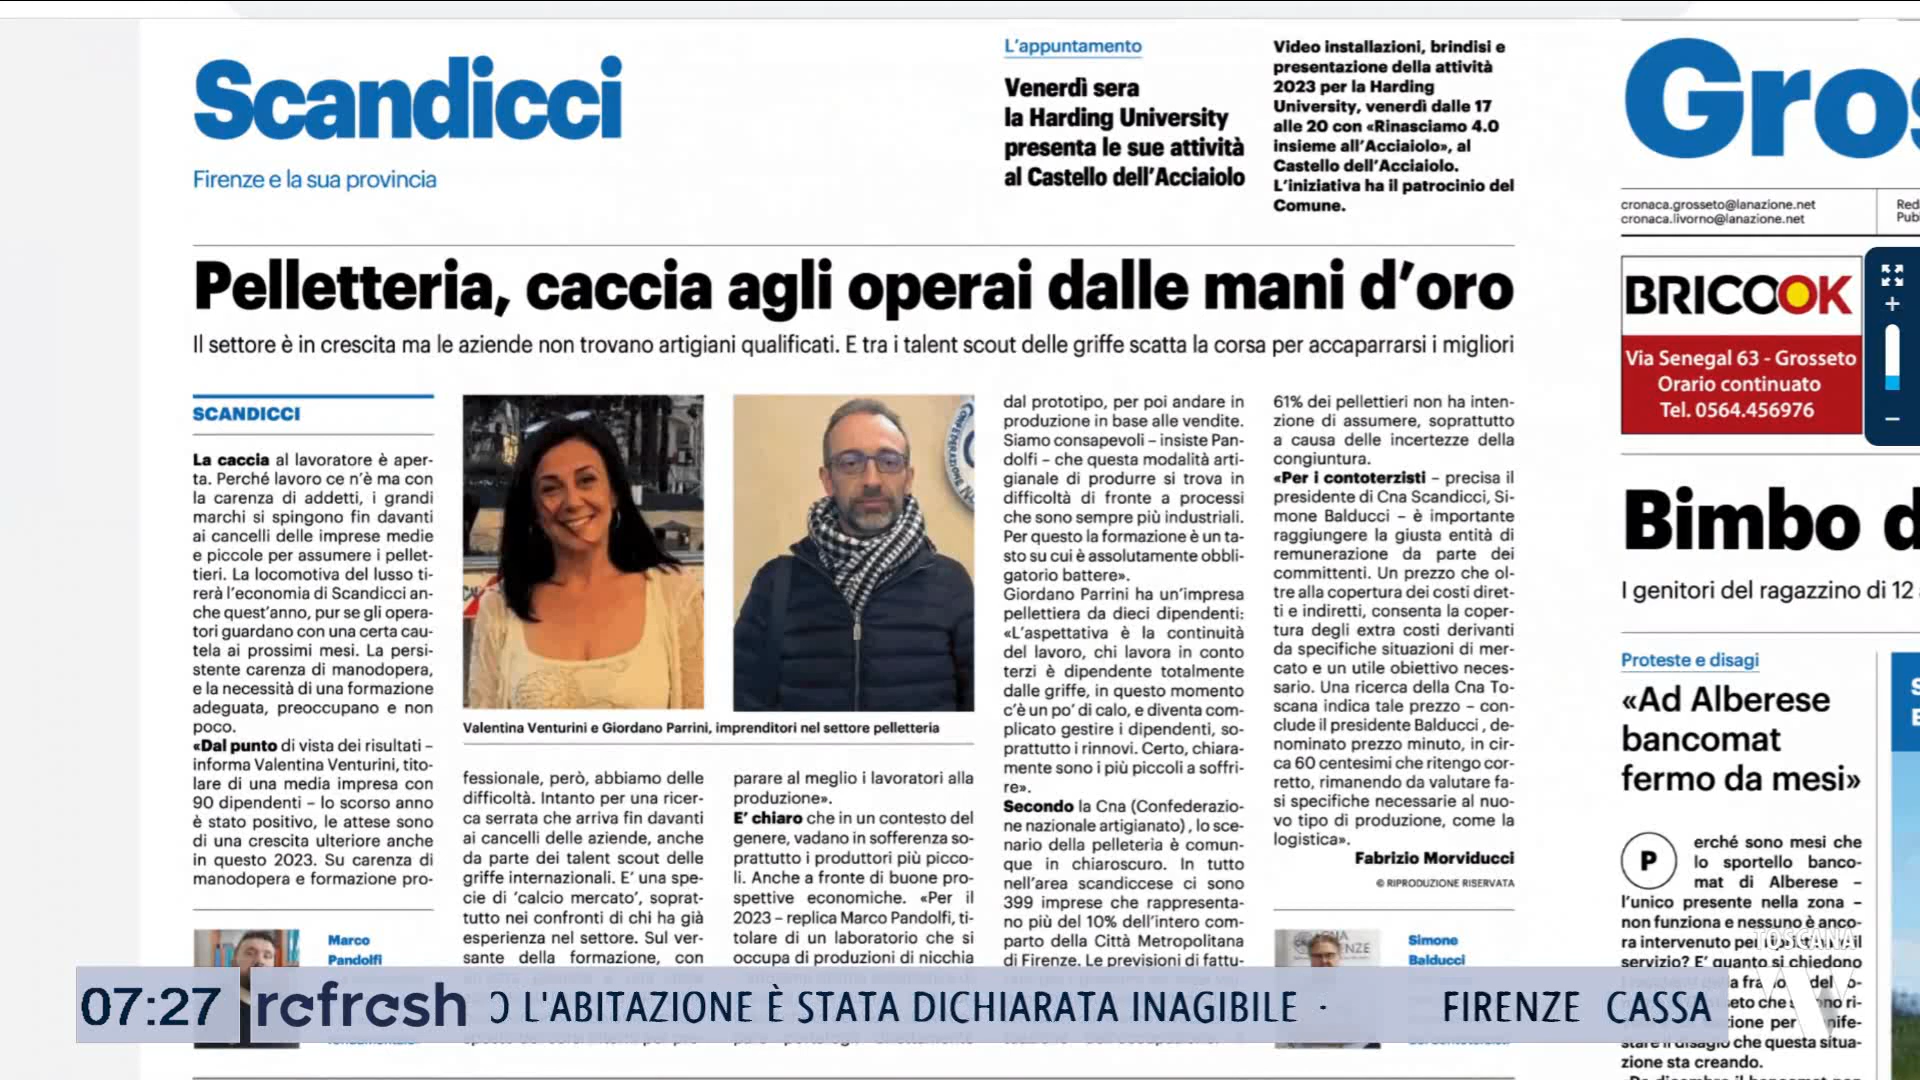 Scandicci
Firenze e la sua provincia
L'appuntamento
Venerdì sera
la Harding University
presenta le sue attività
al Castello dell'Acciaiolo
Video installazioni, brindisi e
presentazione della attività
2023 per la Harding
University, venerdì dalle 17
alle 20 con «Rinasciamo 4.0
insieme all'Acciaiolo», al
Castello dell'Acciaiolo.
L'iniziativa ha il patrocinio del
Comune.
Pelletteria, caccia agli operai dalle mani d'oro
Il settore è in crescita ma le aziende non trovano artigiani qualificati. E tra i talent scout delle griffe scatta la corsa per accaparrarsi i migliori
SCANDICCI
La caccia al lavoratore è aper-
ta. Perché lavoro ce n'è ma con
la carenza di addetti, i grandi
marchi si spingono fin davanti
ai cancelli delle imprese medie
e piccole per assumere i pellet-
tieri. La locomotiva del lusso ti-
rerà l'economia di Scandicci an-
che quest'anno, pur se gli opera-
tori guardano con una certa cau-
tela ai prossimi mesi. La persi-
stente carenza di manodopera,
e la necessità di una formazione
adeguata, preoccupano e non
poco.
«Dal punto di vista dei risultati –
informa Valentina Venturini, tito-
lare di una media impresa con
90 dipendenti – lo scorso anno
è stato positivo, le attese sono
di una crescita ulteriore anche
in questo 2023. Su carenza di
manodopera e formazione pro-
Marco
Pandolfi
Valentina Venturini e Giordano Parrini, imprenditori nel settore pelletteria
fessionale, però, abbiamo delle
difficoltà. Intanto per una ricer-
ca serrata che arriva fin davanti
ai cancelli delle aziende, anche
da parte dei talent scout delle
griffe internazionali. E' una spe-
cie di 'calcio mercato', soprat-
tutto nei confronti di chi ha già
esperienza nel settore. Sul ver-
sante della formazione, con
parare al meglio i lavoratori alla
produzione».
E' chiaro che in un contesto del
genere, vadano in sofferenza so-
prattutto i produttori più picco-
li. Anche a fronte di buone pro-
spettive economiche. «Per il
2023 – replica Marco Pandolfi, ti-
tolare di un laboratorio che si
occupa di produzioni di nicchia
dal prototipo, per poi andare in
produzione in base alle vendite.
Siamo consapevoli – insiste Pan-
dolfi – che questa modalità arti-
gianale di produrre si trova in
difficoltà di fronte a processi
che sono sempre più industriali.
Per questo la formazione è un ta-
sto su cui è assolutamente obbli-
gatorio battere».
Giordano Parrini ha un'impresa
pellettiera da dieci dipendenti:
«L'aspettativa è la continuità
del lavoro, chi lavora in conto
terzi è dipendente totalmente
dalle griffe, in questo momento
c'è un po' di calo, e diventa com-
plicato gestire i dipendenti, so-
prattutto i rinnovi. Certo, chiara-
mente sono i più piccoli a soffri-
re».
Secondo la Cna (Confederazio-
ne nazionale artigianato) , lo sce-
nario della pelletteria è comun-
que in chiaroscuro. In tutto
nell'area scandiccese ci sono
399 imprese che rappresenta-
no più del 10% dell'intero com-
parto della Città Metropolitana
di Firenze. Le previsioni di fattu-
61% dei pellettieri non ha inten-
zione di assumere, soprattutto
a causa delle incertezze della
congiuntura.
«Per i contoterzisti – precisa il
presidente di Cna Scandicci, Si-
mone Balducci – è importante
raggiungere la giusta entità di
remunerazione da parte dei
committenti. Un prezzo che ol-
tre alla copertura dei costi diret-
ti e indiretti, consenta la coper-
tura degli extra costi derivanti
da specifiche situazioni di mer-
cato e un utile obiettivo neces-
sario. Una ricerca della Cna To-
scana indica tale prezzo – con-
clude il presidente Balducci , de-
nominato prezzo minuto, in cir-
ca 60 centesimi che ritengo cor-
retto, rimanendo da valutare fa-
si specifiche necessarie al nuo-
vo tipo di produzione, come la
logistica».
Fabrizio Morviducci
© RIPRODUZIONE RISERVATA
Simone
Balducci
Gros
cronaca.grosseto@lanazione.net
cronaca.livorno@lanazione.net
BRICOOK
Via Senegal 63 - Grosseto
Orario continuato
Tel. 0564.456976
Bimbo d
I genitori del ragazzino di 12
Proteste e disagi
«Ad Alberese
bancomat
fermo da mesi»
P
erché sono mesi che
lo sportello banco-
mat di Alberese –
l'unico presente nella zona –
non funziona e nessuno è anco-
ra intervenuto per il
servizio? E' quanto si chiedono
che questa situa-
zione sta creando.
TOSCANA
TV
07:27 refresh O L'ABITAZIONE È STATA DICHIARATA INAGIBILE · FIRENZE CASSA